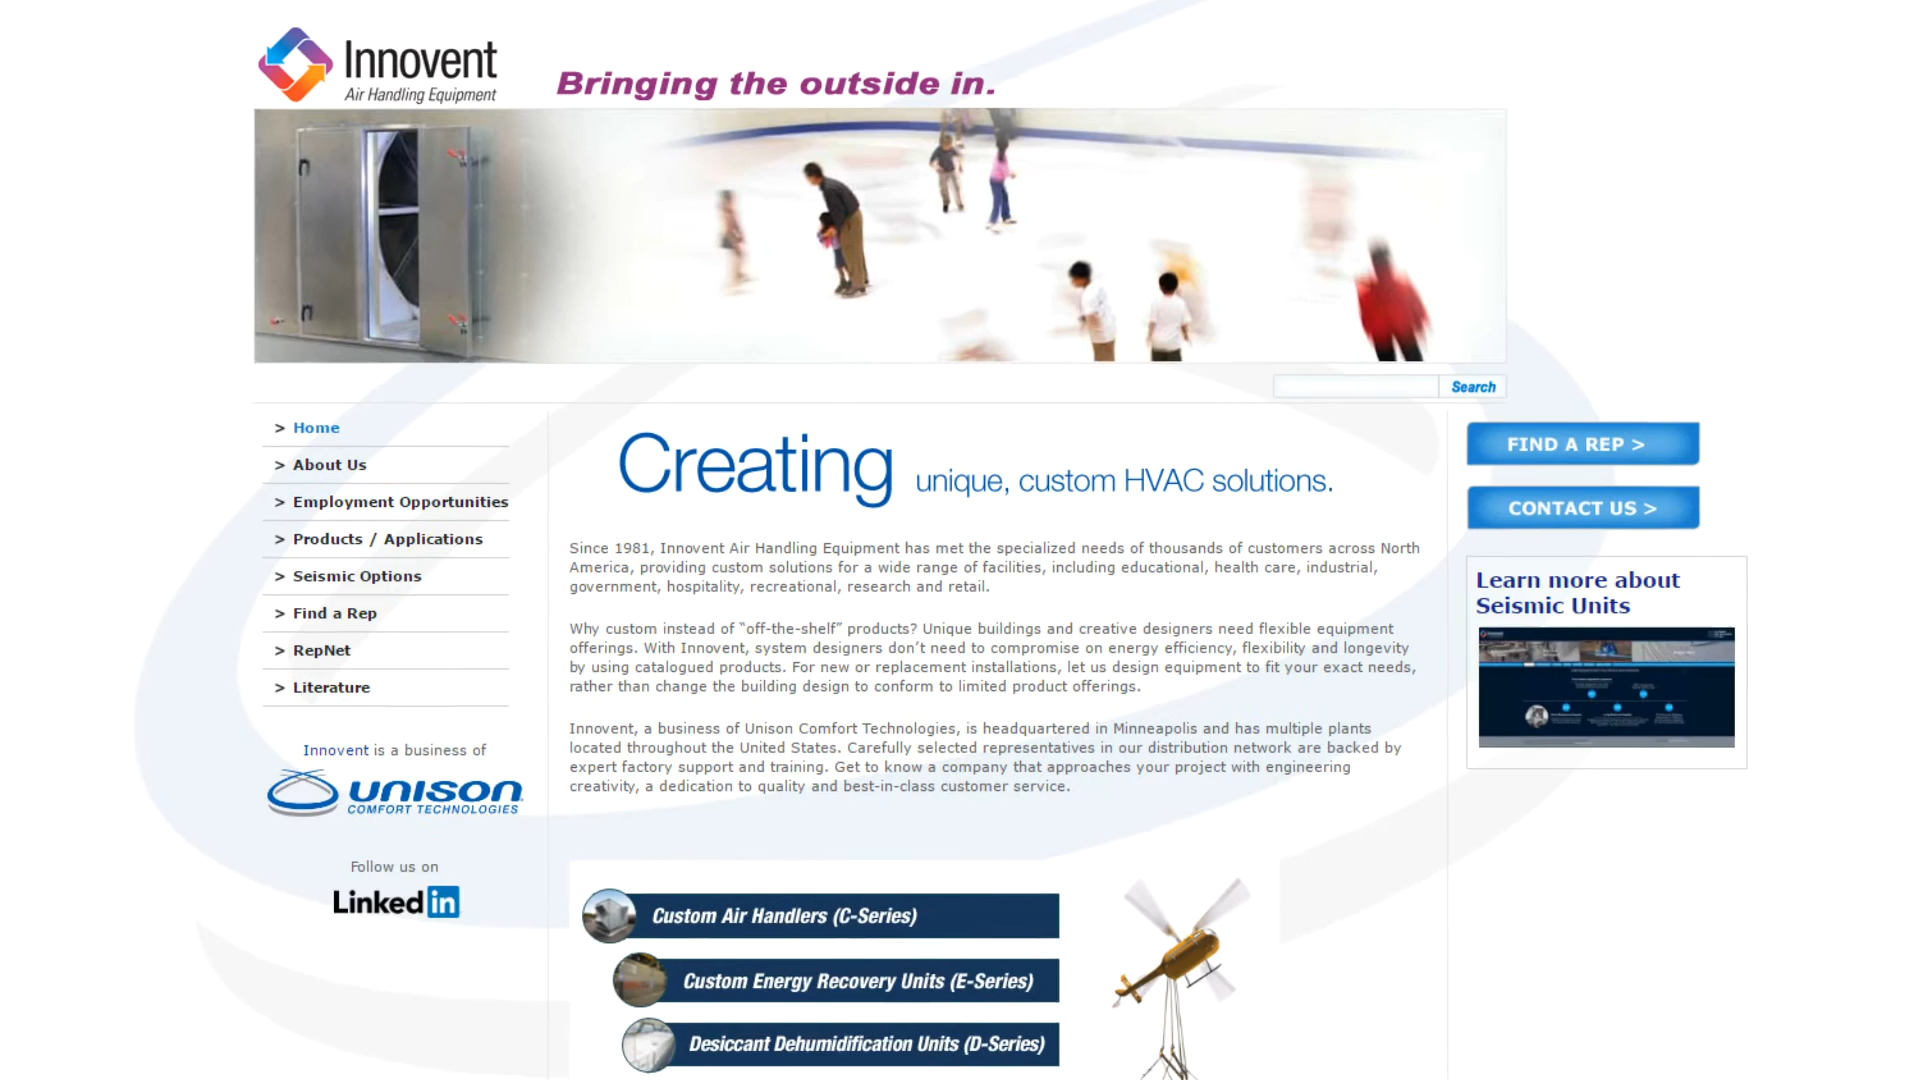 Innovent
Air Handling Equipment
Bringing the outside in.
Search
> Home
> About Us
> Employment Opportunities
> Products / Applications
> Seismic Options
> Find a Rep
> RepNet
> Literature
Innovent is a business of
UNISON
COMFORT TECHNOLOGIES
Follow us on
Linked in
Creating unique, custom HVAC solutions.
Since 1981, Innovent Air Handling Equipment has met the specialized needs of thousands of customers across North
America, providing custom solutions for a wide range of facilities, including educational, health care, industrial,
government, hospitality, recreational, research and retail.
Why custom instead of “off-the-shelf” products? Unique buildings and creative designers need flexible equipment
offerings. With Innovent, system designers don’t need to compromise on energy efficiency, flexibility and longevity
by using catalogued products. For new or replacement installations, let us design equipment to fit your exact needs,
rather than change the building design to conform to limited product offerings.
Innovent, a business of Unison Comfort Technologies, is headquartered in Minneapolis and has multiple plants
located throughout the United States. Carefully selected representatives in our distribution network are backed by
expert factory support and training. Get to know a company that approaches your project with engineering
creativity, a dedication to quality and best-in-class customer service.
Custom Air Handlers (C-Series)
Custom Energy Recovery Units (E-Series)
Desiccant Dehumidification Units (D-Series)
FIND A REP >
CONTACT US >
Learn more about
Seismic Units